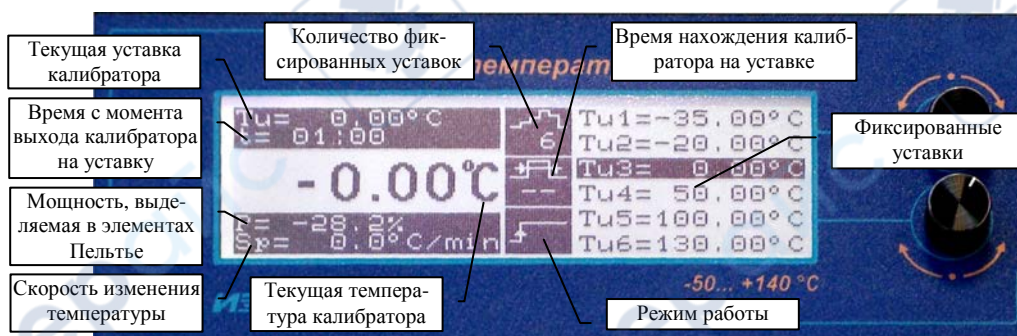 Текущая уставка
калибратора
Время с момента
выхода калибратора
на уставку
Мощность, выде-
ляемая в элементах
Пельтье
Скорость изменения
температуры
Количество фик-
сированных уставок
Время нахождения калиб-
ратора на уставке
Фиксированные
уставки
Текущая темпера-
тура калибратора
Режим работы
Tu= 0.00°C
01:00
-0.00°C
P= -28.2%
Sp= 0.0°C/min
6
--
Tu1=-35.00°C
Tu2=-20.00°C
Tu3= 0.00°C
Tu4= 50.00°C
Tu5=100.00°C
Tu6=130.00°C
-50... +140 °C